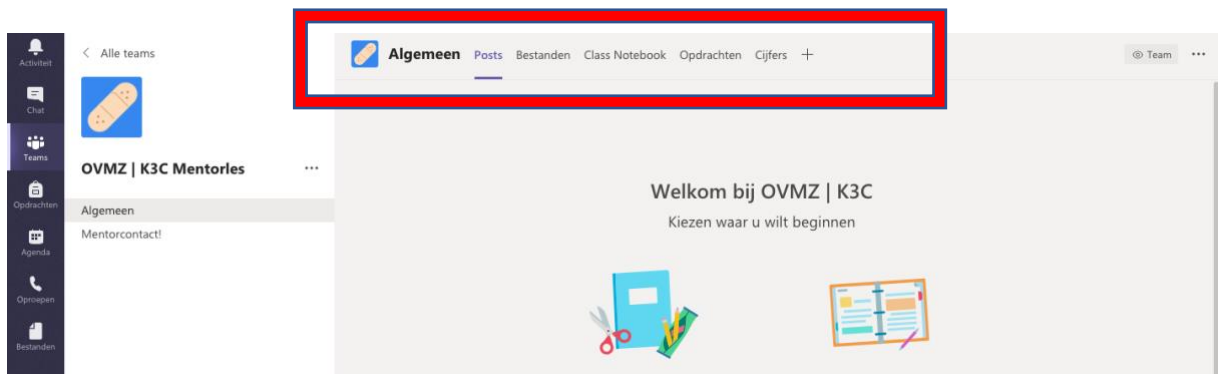 Activiteit
Chat
Teams
Opdrachten
Agenda
Oproepen
Bestanden
< Alle teams
OVMZ | K3C Mentorles ...
Algemeen
Mentorcontact!
Algemeen Posts Bestanden Class Notebook Opdrachten Cijfers +
Team ...
Welkom bij OVMZ | K3C
Kiezen waar u wilt beginnen